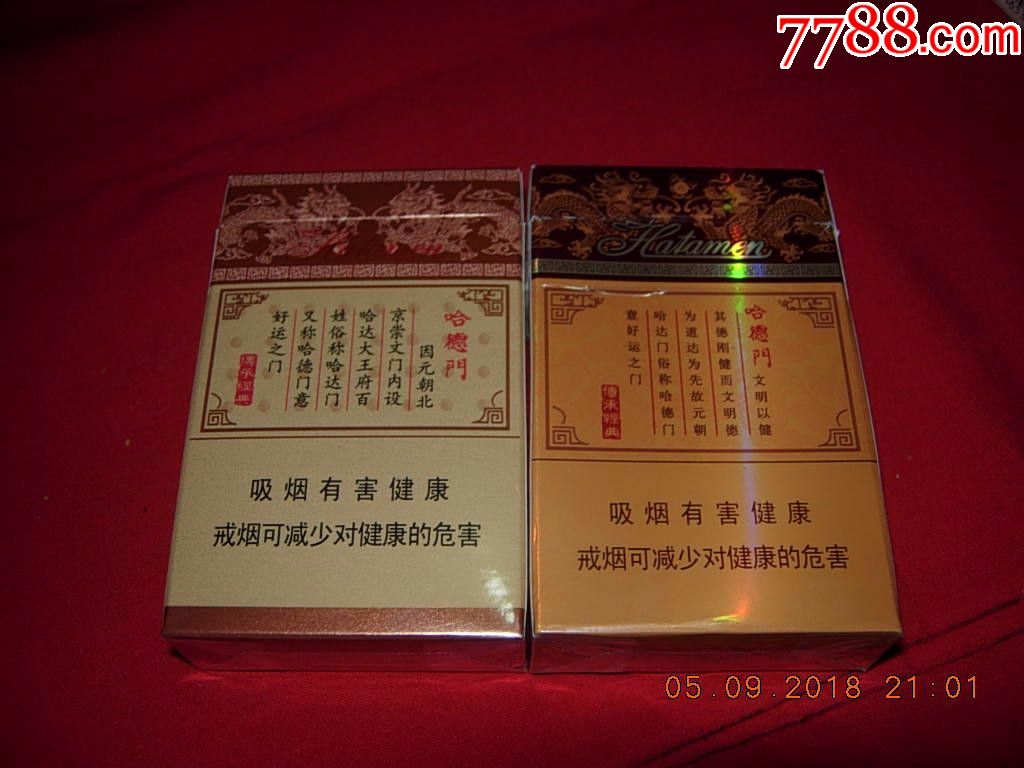 7788.com
哈德門
因元朝北
京崇文门内设
哈达大王府百
姓俗称哈达门
又称哈德门意
好运之门
傳承經典
吸烟有害健康
戒烟可减少对健康的危害
Hatamen
哈德門
文明以健
其德刚健而文明德
为道达为先故元朝
哈达门俗称哈德门
意好运之门
傳承經典
吸烟有害健康
戒烟可减少对健康的危害
05.09.2018 21:01